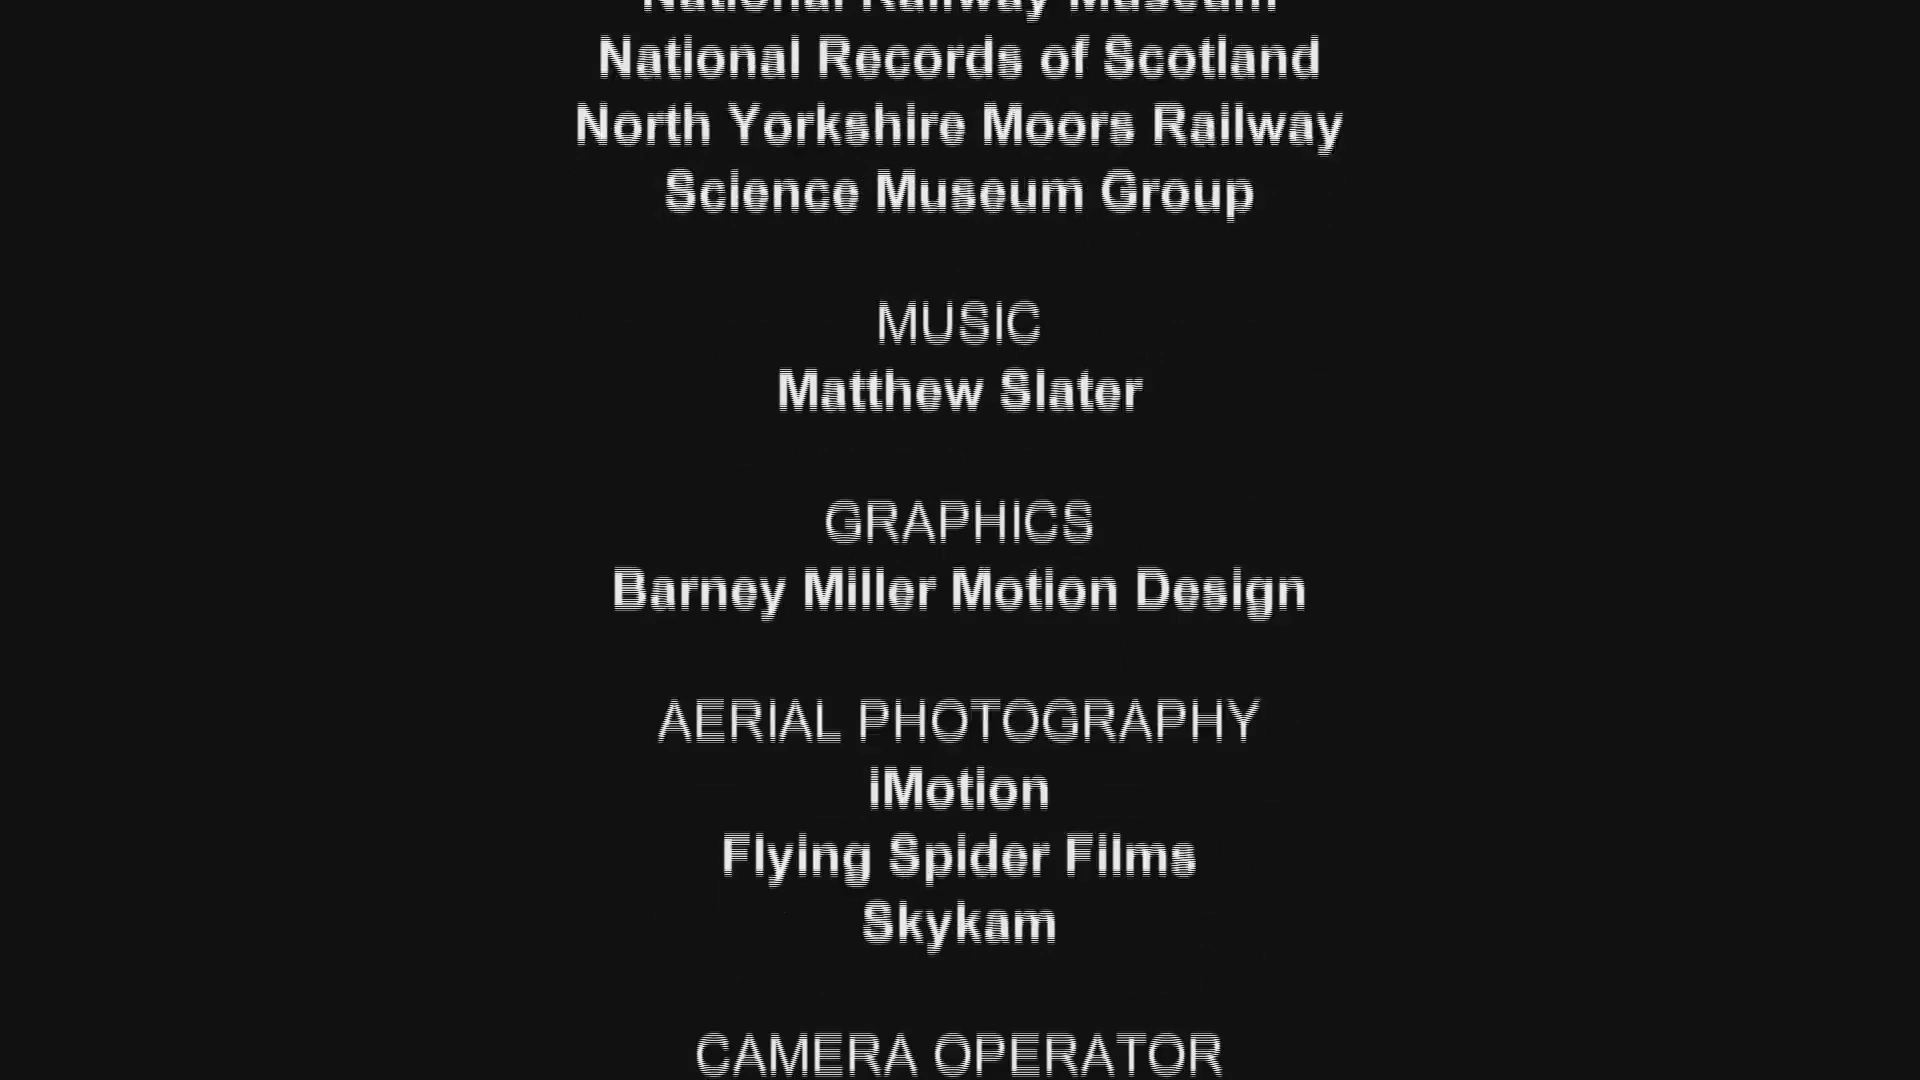 National Railway Museum
National Records of Scotland
North Yorkshire Moors Railway
Science Museum Group
MUSIC
Matthew Slater
GRAPHICS
Barney Miller Motion Design
AERIAL PHOTOGRAPHY
iMotion
Flying Spider Films
Skykam
CAMERA OPERATOR